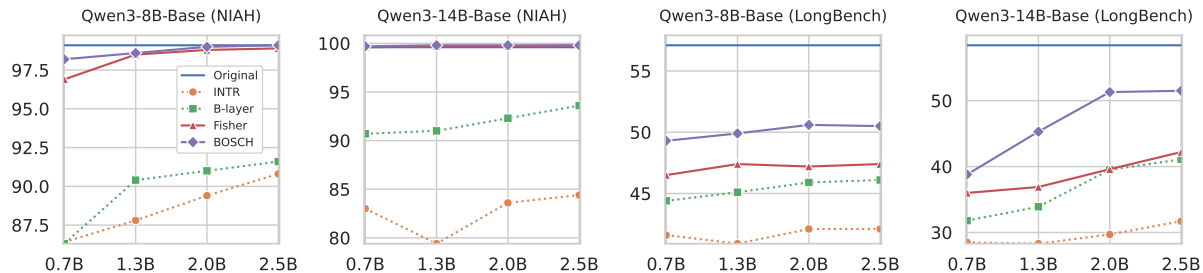 Qwen3-8B-Base (NIAH)
97.5
95.0
92.5
90.0
87.5
0.7B 1.3B 2.0B 2.5B
Original
INTR
B-layer
Fisher
BOSCH
Qwen3-14B-Base (NIAH)
100
95
90
85
80
0.7B 1.3B 2.0B 2.5B
Qwen3-8B-Base (LongBench)
55
50
45
0.7B 1.3B 2.0B 2.5B
Qwen3-14B-Base (LongBench)
50
40
30
0.7B 1.3B 2.0B 2.5B